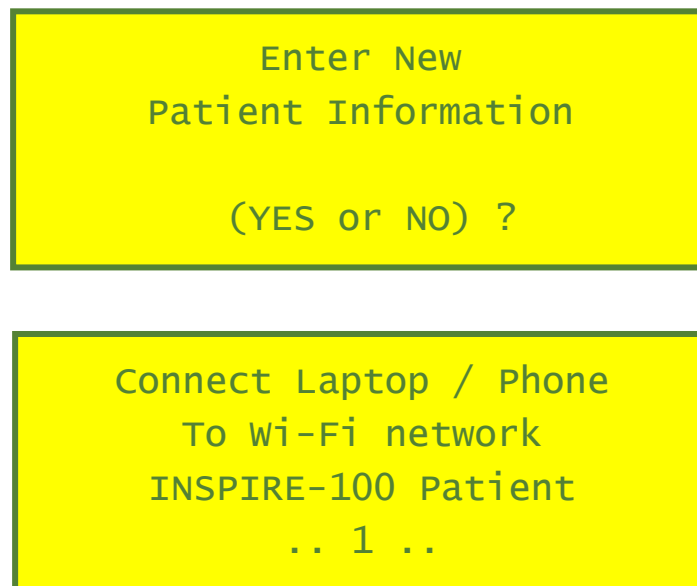 Enter New
Patient Information
(YES or NO) ?
Connect Laptop / Phone
To Wi-Fi network
INSPIRE-100 Patient
.. 1 ..